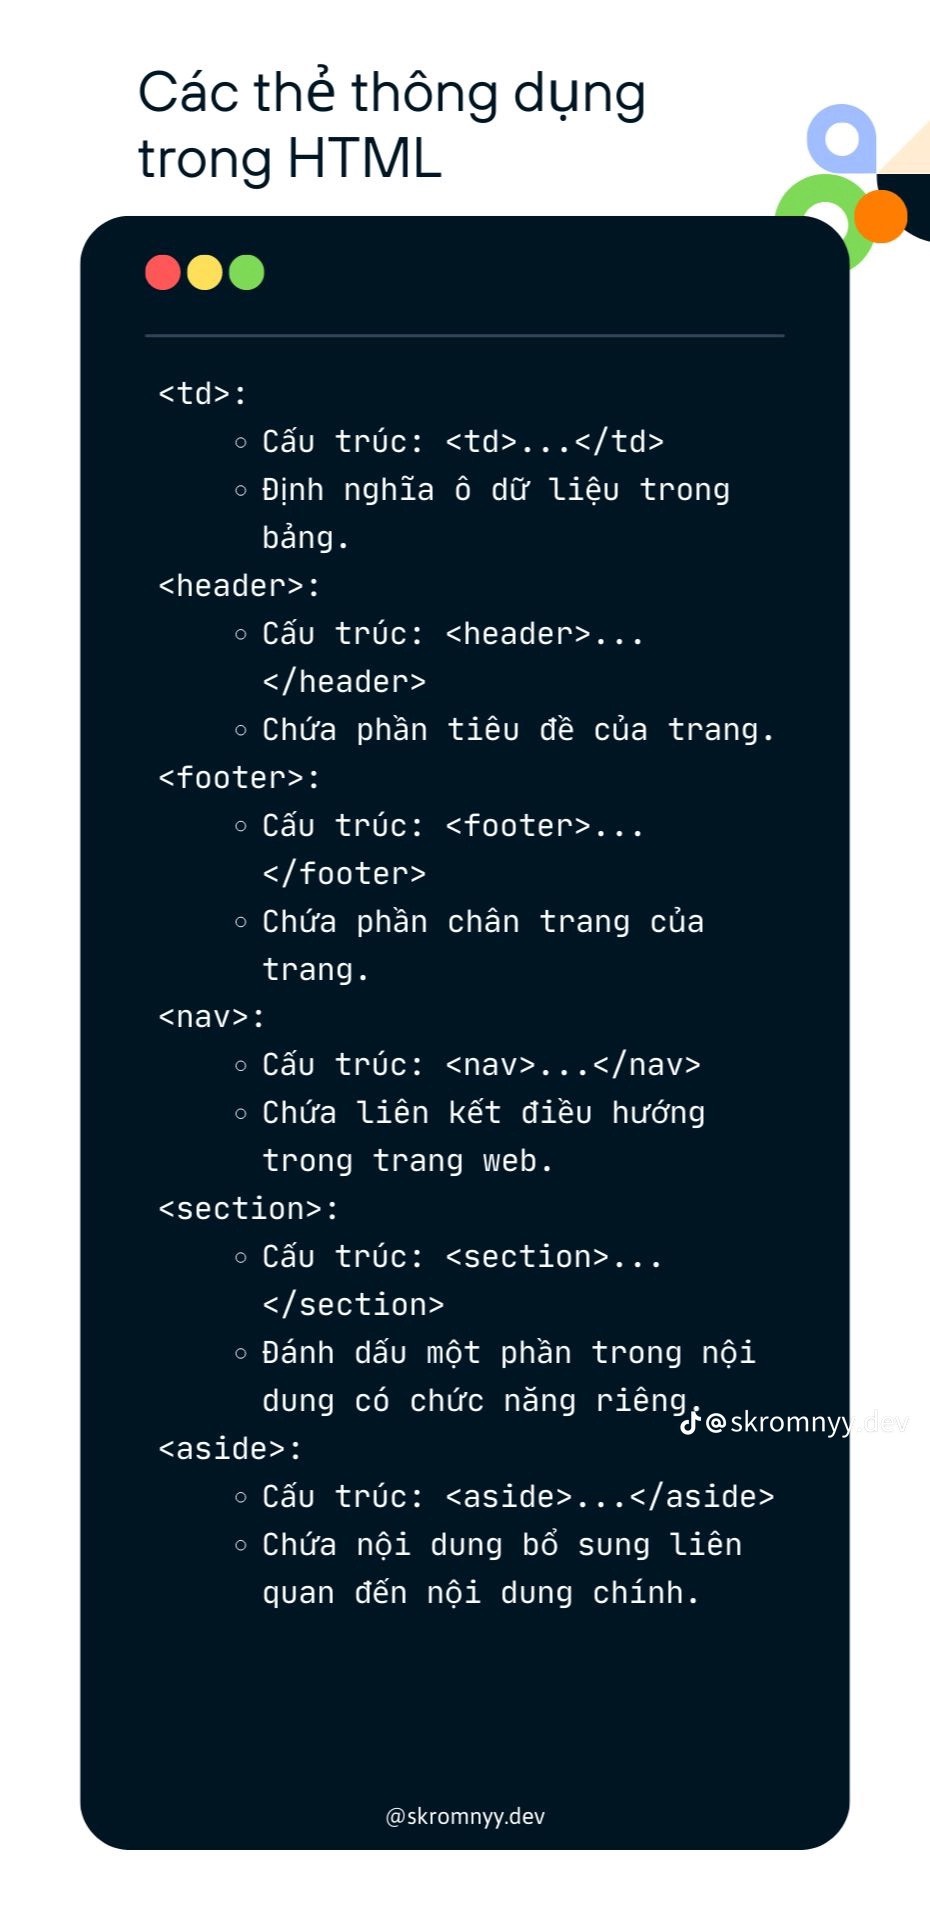 Các thẻ thông dụng
trong HTML
<td>:
◦ Cấu trúc: <td>...</td>
◦ Định nghĩa ô dữ liệu trong
bảng.
<header>:
◦ Cấu trúc: <header>...
</header>
◦ Chứa phần tiêu đề của trang.
<footer>:
◦ Cấu trúc: <footer>...
</footer>
◦ Chứa phần chân trang của
trang.
<nav>:
◦ Cấu trúc: <nav>...</nav>
◦ Chứa liên kết điều hướng
trong trang web.
<section>:
◦ Cấu trúc: <section>...
</section>
◦ Đánh dấu một phần trong nội
dung có chức năng riêng.
@skromnyy.dev
<aside>:
◦ Cấu trúc: <aside>...</aside>
◦ Chứa nội dung bổ sung liên
quan đến nội dung chính.
@skromnyy.dev